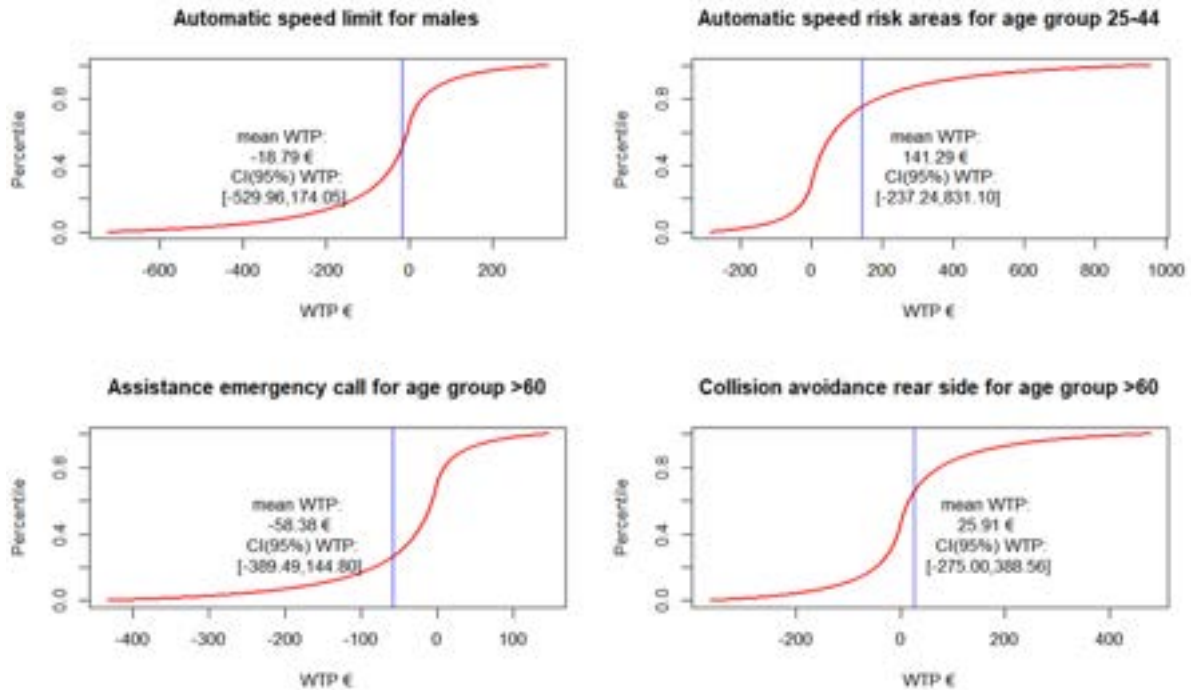 Automatic speed limit for males
Percentile
0.0 0.4 0.8
mean WTP:
-18.79 €
CI(95%) WTP:
[-529.96,174.05]
-600 -400 -200 0 200
WTP €
Automatic speed risk areas for age group 25-44
Percentile
0.0 0.4 0.8
mean WTP:
141.29 €
CI(95%) WTP:
[-237.24,831.10]
-200 0 200 400 600 800 1000
WTP €
Assistance emergency call for age group >60
Percentile
0.0 0.4 0.8
mean WTP:
-58.38 €
CI(95%) WTP:
[-389.49,144.80]
-400 -300 -200 -100 0 100
WTP €
Collision avoidance rear side for age group >60
Percentile
0.0 0.4 0.8
mean WTP:
25.91 €
CI(95%) WTP:
[-275.00,388.56]
-200 0 200 400
WTP €